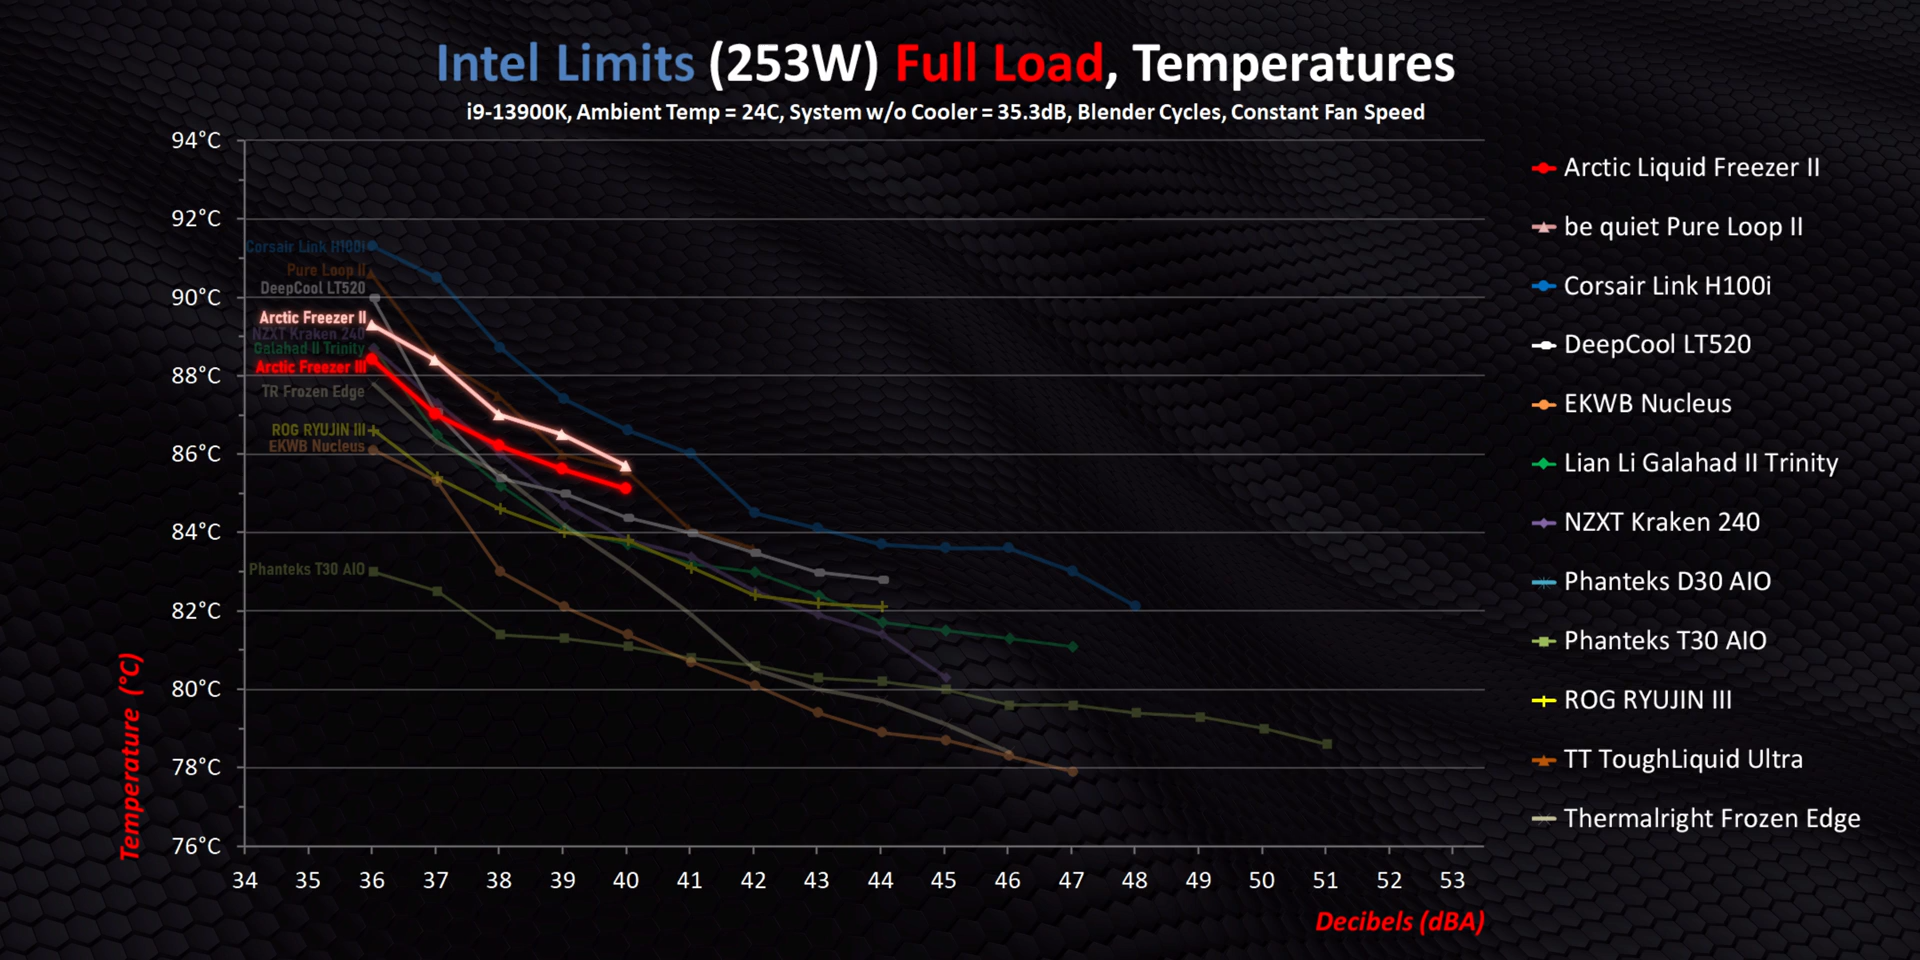 Intel Limits (253W) Full Load, Temperatures
i9-13900K, Ambient Temp = 24C, System w/o Cooler = 35.3dB, Blender Cycles, Constant Fan Speed
94°C
92°C
90°C
88°C
86°C
84°C
82°C
80°C
78°C
76°C
Temperature (°C)
Corsair Link H100i
Pure Loop II
DeepCool LT520
Arctic Freezer II
NZXT Kraken 240
Galahad II Trinity
Arctic Freezer III
TR Frozen Edge
ROG RYUJIN III
EKWB Nucleus
Phanteks T30 AIO
34 35 36 37 38 39 40 41 42 43 44 45 46 47 48 49 50 51 52 53
Decibels (dBA)
Arctic Liquid Freezer II
be quiet Pure Loop II
Corsair Link H100i
DeepCool LT520
EKWB Nucleus
Lian Li Galahad II Trinity
NZXT Kraken 240
Phanteks D30 AIO
Phanteks T30 AIO
ROG RYUJIN III
TT ToughLiquid Ultra
Thermalright Frozen Edge